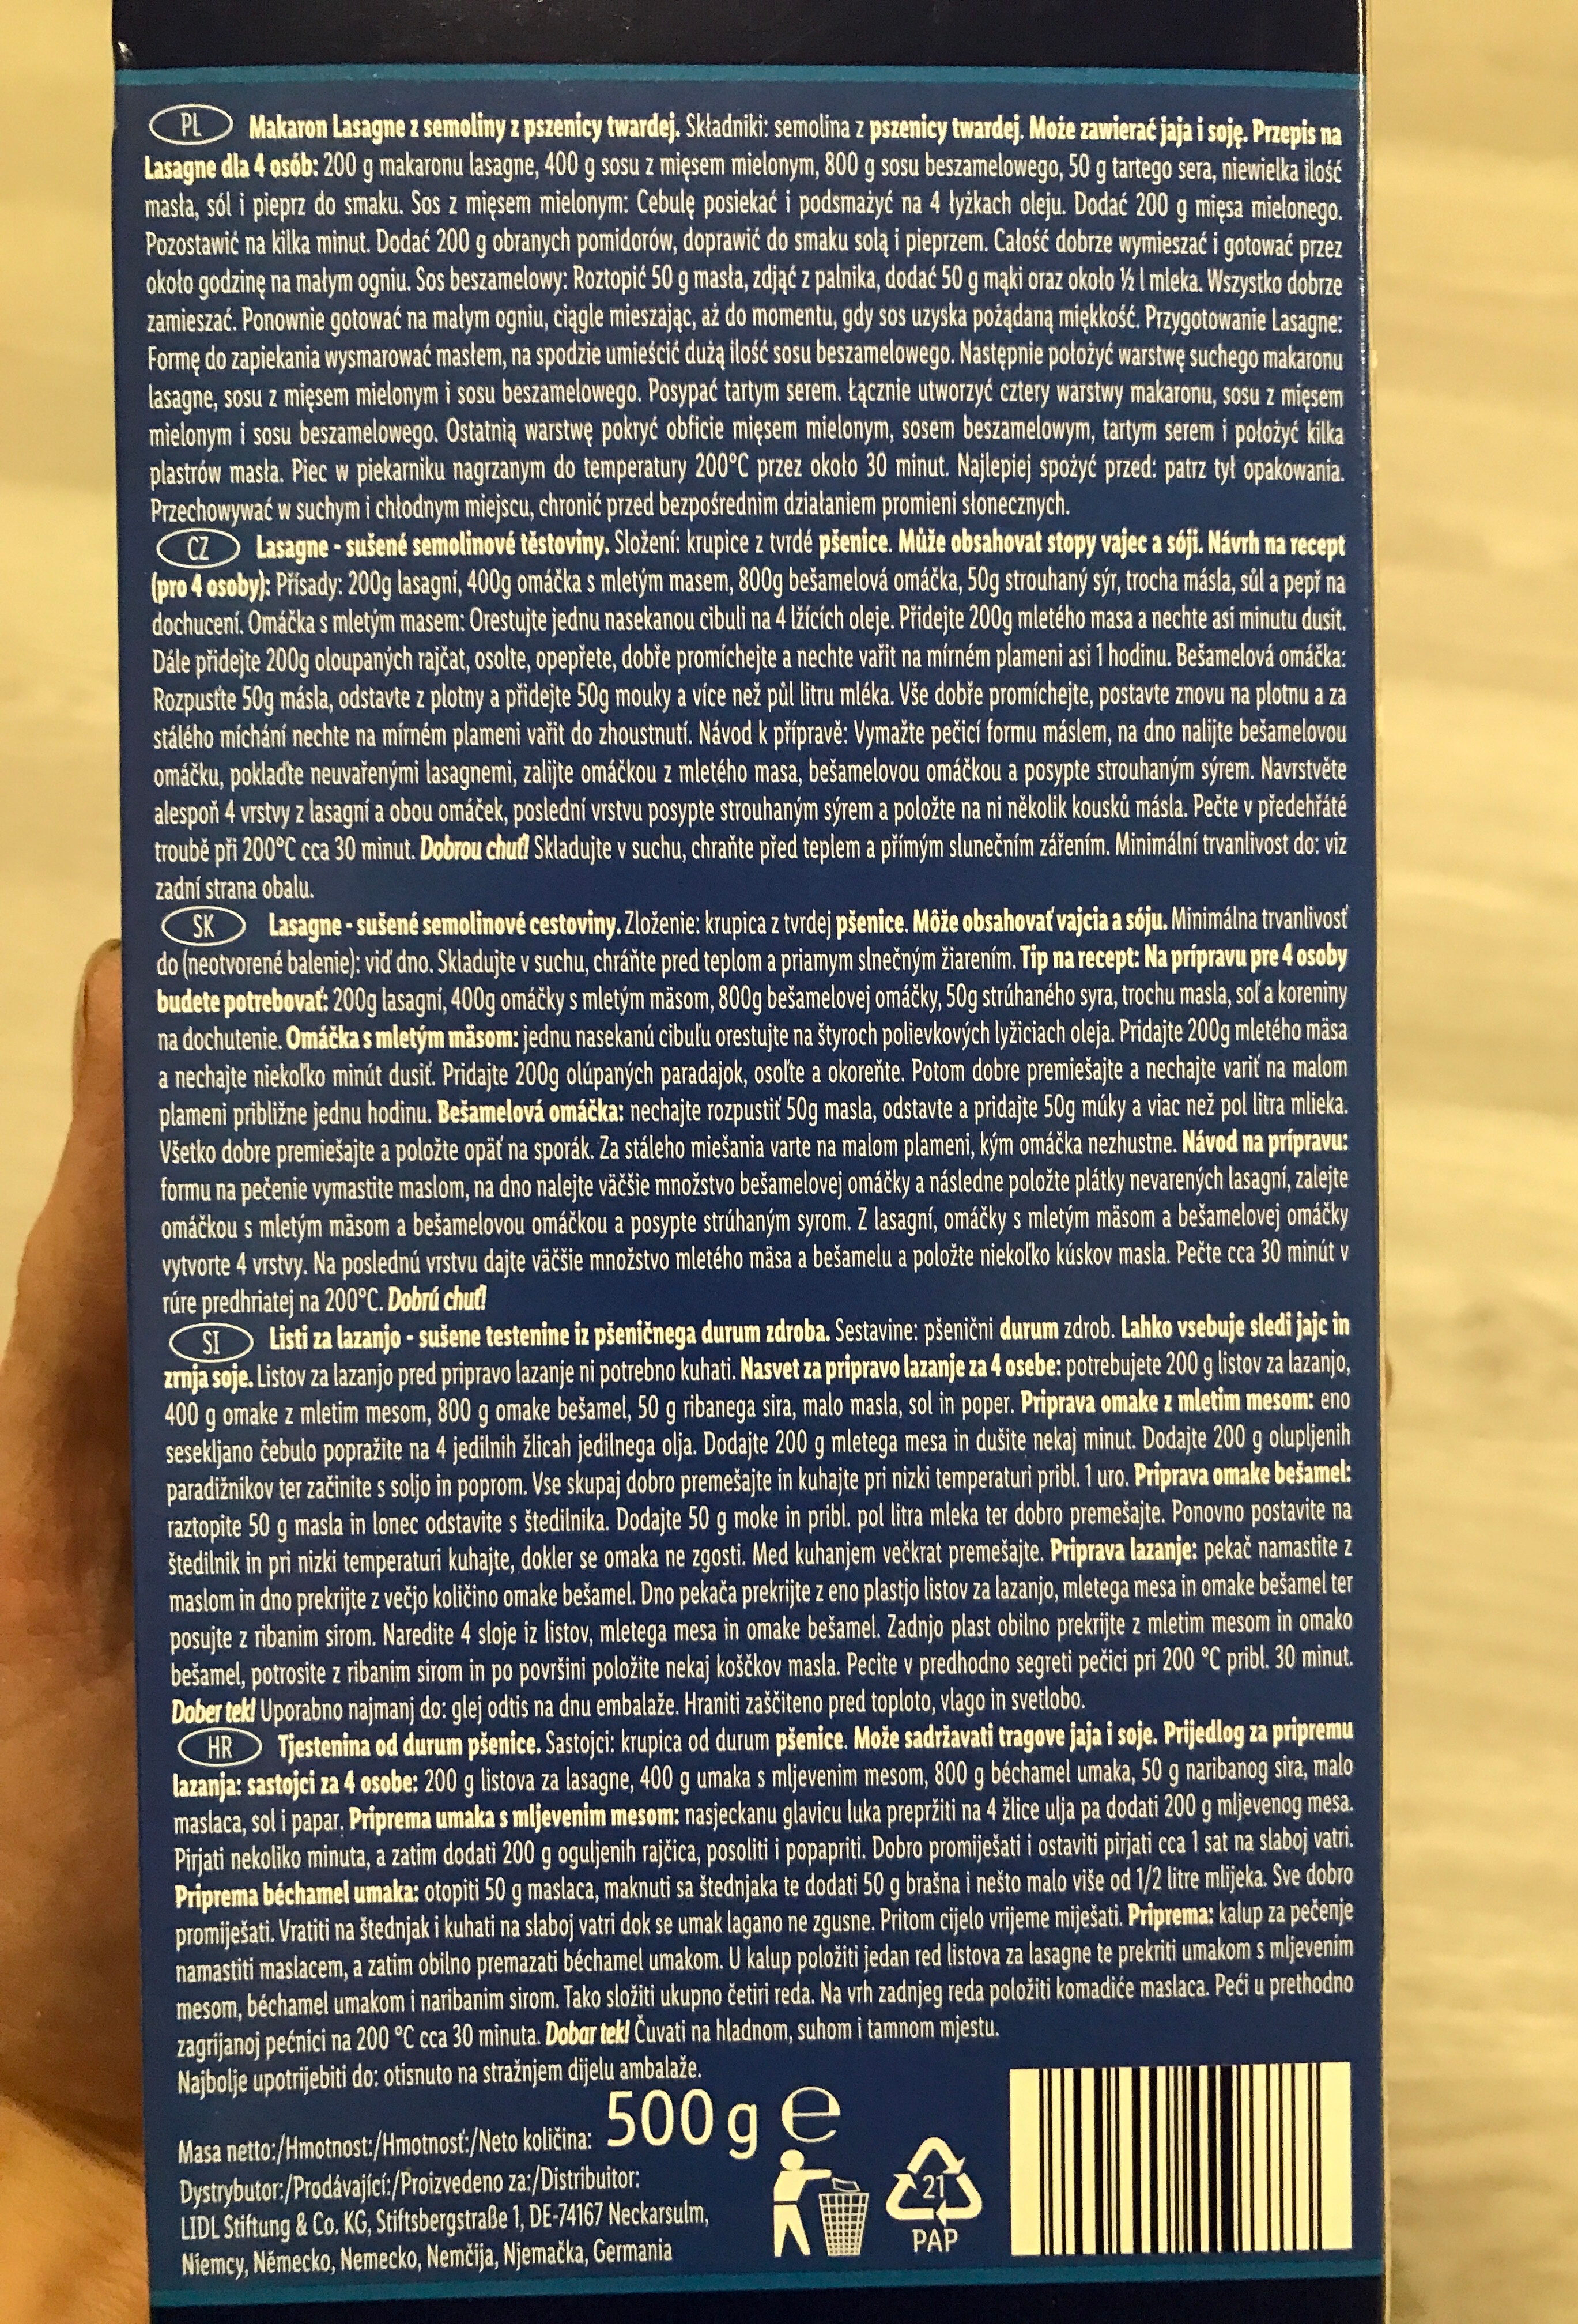 PL Makaron Lasagne z semoliny z pszenicy twardej. Składniki: semolina z pszenicy twardej. Może zawierać jaja i soję. Przepis na
Lasagne dla 4 osób: 200 g makaronu lasagne, 400 g sosu z mięsem mielonym, 800 g sosu beszamelowego, 50 g tartego sera, niewielka ilość
masła, sól i pieprz do smaku. Sos z mięsem mielonym: Cebulę posiekać i podsmażyć na 4 łyżkach oleju. Dodać 200 g mięsa mielonego.
Pozostawić na kilka minut. Dodać 200 g obranych pomidorów, doprawić do smaku solą i pieprzem. Całość dobrze wymieszać i gotować przez
około godzinę na małym ogniu. Sos beszamelowy: Roztopić 50 g masła, zdjąć z palnika, dodać 50 g mąki oraz około ½ l mleka. Wszystko dobrze
zamieszać. Ponownie gotować na małym ogniu, ciągle mieszając, aż do momentu, gdy sos uzyska pożądaną miękkość. Przygotowanie Lasagne:
Formę do zapiekania wysmarować masłem, na spodzie umieścić dużą ilość sosu beszamelowego. Następnie położyć warstwę suchego makaronu
lasagne, sosu z mięsem mielonym i sosu beszamelowego. Posypać tartym serem. Łącznie utworzyć cztery warstwy makaronu, sosu z mięsem
mielonym i sosu beszamelowego. Ostatnią warstwę pokryć obficie mięsem mielonym, sosem beszamelowym, tartym serem i położyć kilka
plastrów masła. Piec w piekarniku nagrzanym do temperatury 200°C przez około 30 minut. Najlepiej spożyć przed: patrz tył opakowania.
Przechowywać w suchym i chłodnym miejscu, chronić przed bezpośrednim działaniem promieni słonecznych.
CZ Lasagne - sušené semolinové těstoviny. Složení: krupice z tvrdé pšenice. Může obsahovat stopy vajec a sóji. Návrh na recept
(pro 4 osoby): Přísady: 200g lasagní, 400g omáčka s mletým masem, 800g bešamelová omáčka, 50g strouhaný sýr, trocha másla, sůl a pepř na
dochucení. Omáčka s mletým masem: Orestujte jednu nasekanou cibuli na 4 lžících oleje. Přidejte 200g mletého masa a nechte asi minutu dusit.
Dále přidejte 200g oloupaných rajčat, osolte, opepřete, dobře promíchejte a nechte vařit na mírném plameni asi 1 hodinu. Bešamelová omáčka:
Rozpusťte 50g másla, odstavte z plotny a přidejte 50g mouky a více než půl litru mléka. Vše dobře promíchejte, postavte znovu na plotnu a za
stálého míchání nechte na mírném plameni vařit do zhoustnutí. Návod k přípravě: Vymažte pečicí formu máslem, na dno nalijte bešamelovou
omáčku, poklaďte neuvařenými lasagnemi, zalijte omáčkou z mletého masa, bešamelovou omáčkou a posypte strouhaným sýrem. Navrstvěte
alespoň 4 vrstvy z lasagní a obou omáček, poslední vrstvu posypte strouhaným sýrem a položte na ni několik kousků másla. Pečte v předehřáté
troubě při 200°C cca 30 minut. Dobrou chuť! Skladujte v suchu, chraňte před teplem a přímým slunečním zářením. Minimální trvanlivost do: viz
zadní strana obalu.
SK Lasagne - sušené semolinové cestoviny. Zloženie: krupica z tvrdej pšenice. Môže obsahovať vajcia a sóju. Minimálna trvanlivosť
do (neotvorené balenie): viď dno. Skladujte v suchu, chráňte pred teplom a priamym slnečným žiarením. Tip na recept: Na prípravu pre 4 osoby
budete potrebovať: 200g lasagní, 400g omáčky s mletým mäsom, 800g bešamelovej omáčky, 50g strúhaného syra, trochu masla, soľ a koreniny
na dochutenie. Omáčka s mletým mäsom: jednu nasekanú cibuľu orestujte na štyroch polievkových lyžiciach oleja. Pridajte 200g mletého mäsa
a nechajte niekoľko minút dusiť. Pridajte 200g olúpaných paradajok, osoľte a okoreňte. Potom dobre premiešajte a nechajte variť na malom
plameni približne jednu hodinu. Bešamelová omáčka: nechajte rozpustiť 50g masla, odstavte a pridajte 50g múky a viac než pol litra mlieka.
Všetko dobre premiešajte a položte opäť na sporák. Za stáleho miešania varte na malom plameni, kým omáčka nezhustne. Návod na prípravu:
formu na pečenie vymastite maslom, na dno nalejte väčšie množstvo bešamelovej omáčky a následne položte plátky nevarených lasagní, zalejte
omáčkou s mletým mäsom a bešamelovou omáčkou a posypte strúhaným syrom. Z lasagní, omáčky s mletým mäsom a bešamelovej omáčky
vytvorte 4 vrstvy. Na poslednú vrstvu dajte väčšie množstvo mletého mäsa a bešamelu a položte niekoľko kúskov masla. Pečte cca 30 minút v
rúre predhriatej na 200°C. Dobrú chuť!
SI Listi za lazanjo - sušene testenine iz pšeničnega durum zdroba. Sestavine: pšenični durum zdrob. Lahko vsebuje sledi jajc in
zrnja soje. Listov za lazanjo pred pripravo lazanje ni potrebno kuhati. Nasvet za pripravo lazanje za 4 osebe: potrebujete 200 g listov za lazanjo,
400 g omake z mletim mesom, 800 g omake bešamel, 50 g ribanega sira, malo masla, sol in poper. Priprava omake z mletim mesom: eno
sesekljano čebulo popražite na 4 jedilnih žlicah jedilnega olja. Dodajte 200 g mletega mesa in dušite nekaj minut. Dodajte 200 g olupljenih
paradižnikov ter začinite s soljo in poprom. Vse skupaj dobro premešajte in kuhajte pri nizki temperaturi pribl. 1 uro. Priprava omake bešamel:
raztopite 50 g masla in lonec odstavite s štedilnika. Dodajte 50 g moke in pribl. pol litra mleka ter dobro premešajte. Ponovno postavite na
štedilnik in pri nizki temperaturi kuhajte, dokler se omaka ne zgosti. Med kuhanjem večkrat premešajte. Priprava lazanje: pekač namastite z
maslom in dno prekrijte z večjo količino omake bešamel. Dno pekača prekrijte z eno plastjo listov za lazanjo, mletega mesa in omake bešamel ter
posujte z ribanim sirom. Naredite 4 sloje iz listov, mletega mesa in omake bešamel. Zadnjo plast obilno prekrijte z mletim mesom in omako
bešamel, potrosite z ribanim sirom in po površini položite nekaj koščkov masla. Pecite v predhodno segreti pečici pri 200 °C pribl. 30 minut.
Dober tek! Uporabno najmanj do: glej odtis na dnu embalaže. Hraniti zaščiteno pred toploto, vlago in svetlobo.
HR Tjestenina od durum pšenice. Sastojci: krupica od durum pšenice. Može sadržavati tragove jaja i soje. Prijedlog za pripremu
lazanja: sastojci za 4 osobe: 200 g listova za lasagne, 400 g umaka s mljevenim mesom, 800 g béchamel umaka, 50 g naribanog sira, malo
maslaca, sol i papar. Priprema umaka s mljevenim mesom: nasjeckanu glavicu luka prepržiti na 4 žlice ulja pa dodati 200 g mljevenog mesa.
Pirjati nekoliko minuta, a zatim dodati 200 g oguljenih rajčica, posoliti i popapriti. Dobro promiješati i ostaviti pirjati cca 1 sat na slaboj vatri.
Priprema béchamel umaka: otopiti 50 g maslaca, maknuti sa štednjaka te dodati 50 g brašna i nešto malo više od 1/2 litre mlijeka. Sve dobro
promiješati. Vratiti na štednjak i kuhati na slaboj vatri dok se umak lagano ne zgusne. Pritom cijelo vrijeme miješati. Priprema: kalup za pečenje
namastiti maslacem, a zatim obilno premazati béchamel umakom. U kalup položiti jedan red listova za lasagne te prekriti umakom s mljevenim
mesom, béchamel umakom i naribanim sirom. Tako složiti ukupno četiri reda. Na vrh zadnjeg reda položiti komadiće maslaca. Peći u prethodno
zagrijanoj pećnici na 200 °C cca 30 minuta. Dobar tek! Čuvati na hladnom, suhom i tamnom mjestu.
Najbolje upotrijebiti do: otisnuto na stražnjem dijelu ambalaže.
Masa netto:/Hmotnost:/Hmotnosť:/Neto količina: 500 g e
Dystrybutor:/Prodávající:/Proizvedeno za:/Distribuitor:
LIDL Stiftung & Co. KG, Stiftsbergstraße 1, DE-74167 Neckarsulm,
Niemcy, Německo, Nemecko, Nemčija, Njemačka, Germania
21
PAP